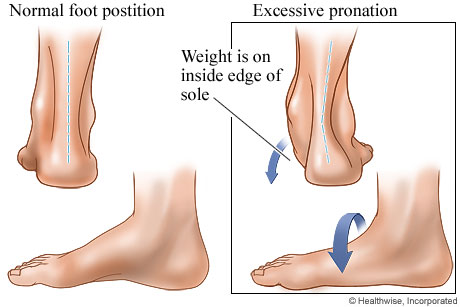 Normal foot postition
Excessive pronation
Weight is on
inside edge of
sole
© Healthwise, Incorporated